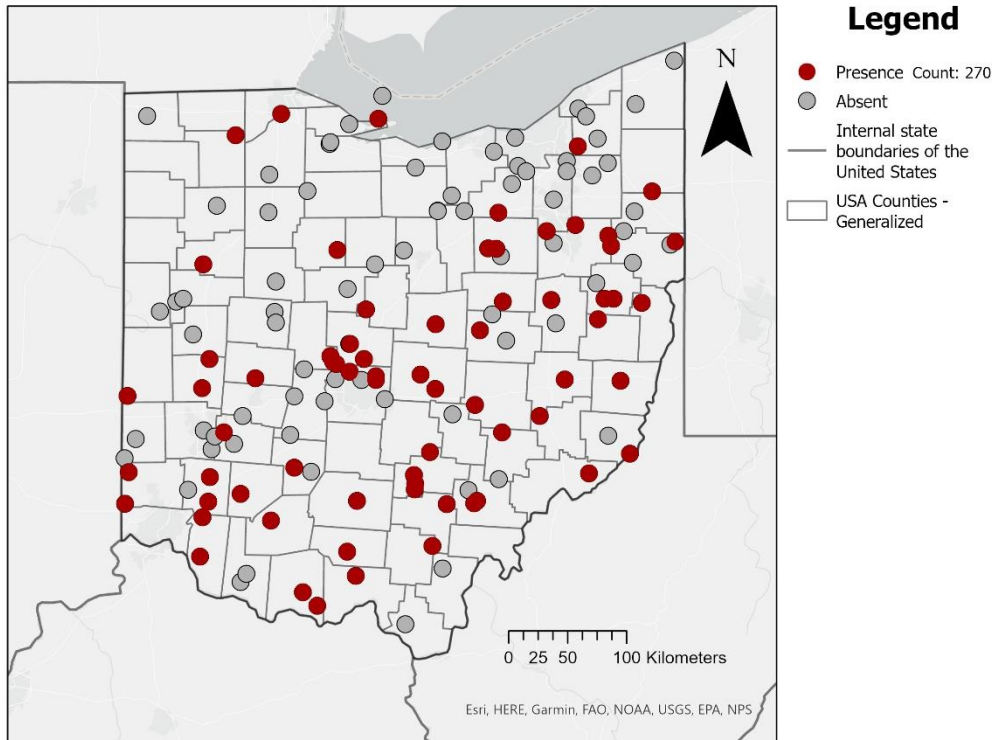 Legend
Presence Count: 270
Absent
Internal state
boundaries of the
United States
USA Counties -
Generalized
N
0 25 50 100 Kilometers
Esri, HERE, Garmin, FAO, NOAA, USGS, EPA, NPS